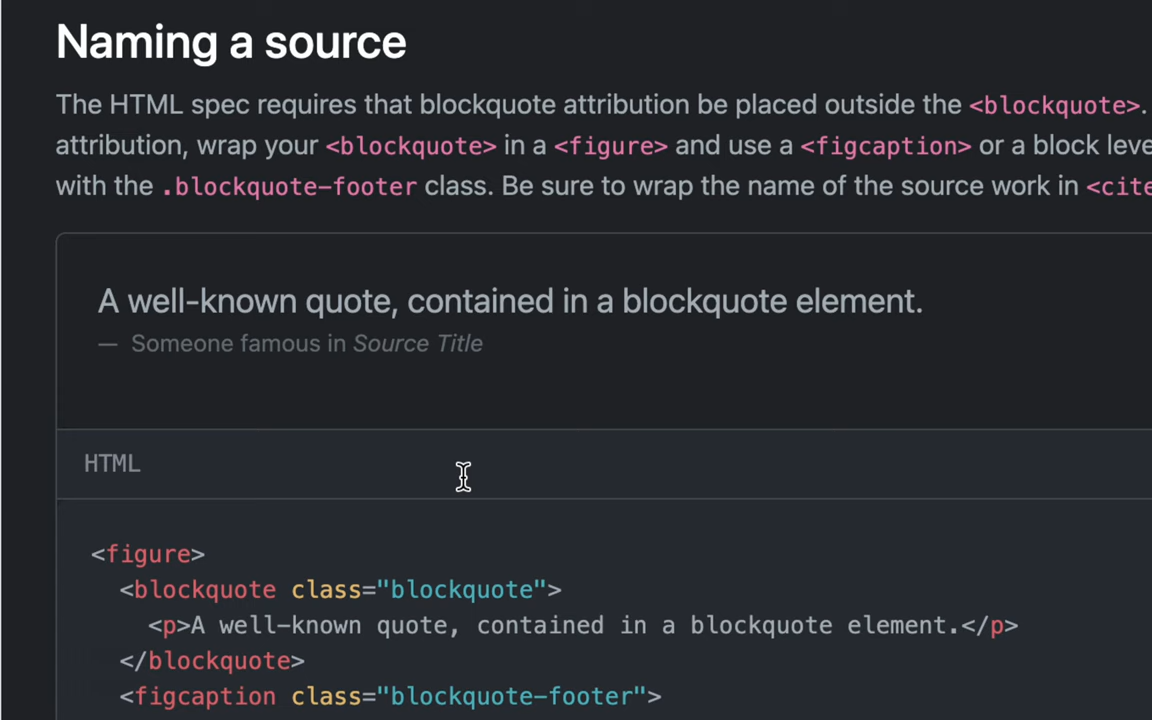 Naming a source
The HTML spec requires that blockquote attribution be placed outside the <blockquote>.
attribution, wrap your <blockquote> in a <figure> and use a <figcaption> or a block leve
with the .blockquote-footer class. Be sure to wrap the name of the source work in <cite
A well-known quote, contained in a blockquote element.
— Someone famous in Source Title
HTML
<figure>
<blockquote class="blockquote">
<p>A well-known quote, contained in a blockquote element.</p>
</blockquote>
<figcaption class="blockquote-footer">